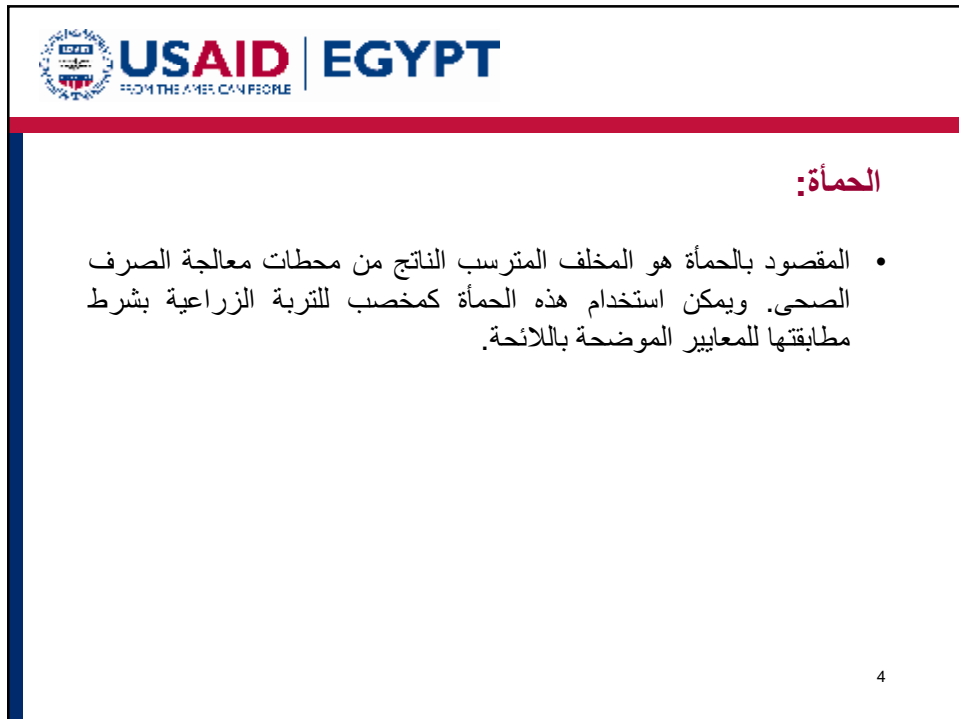 USAID | EGYPT
FROM THE AMERICAN PEOPLE
الحمأة:
• المقصود بالحمأة هو المخلف المترسب الناتج من محطات معالجة الصرف
الصحى. ويمكن استخدام هذه الحمأة كمخصب للتربة الزراعية بشرط
مطابقتها للمعايير الموضحة باللائحة.
4